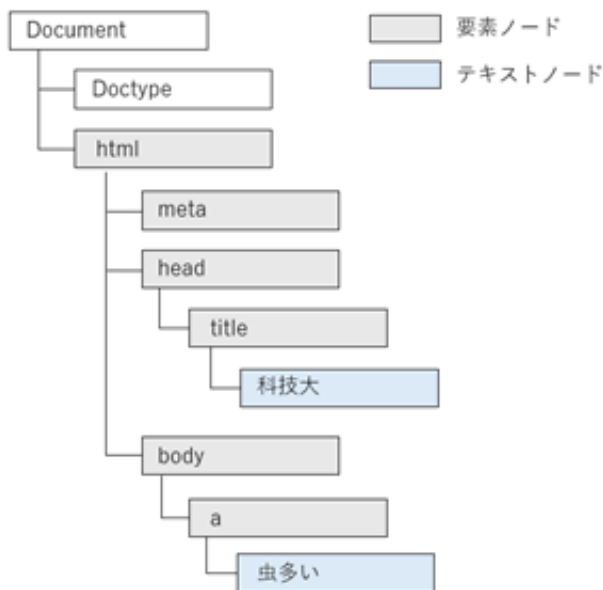 Document
要素ノード
テキストノード
Doctype
html
meta
head
title
科技大
body
a
虫多い